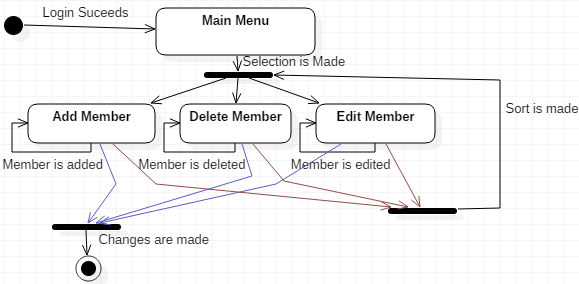 Login Suceeds
Main Menu
Selection is Made
Sort is made
Add Member
Delete Member
Edit Member
Member is added
Member is deleted
Member is edited
Changes are made